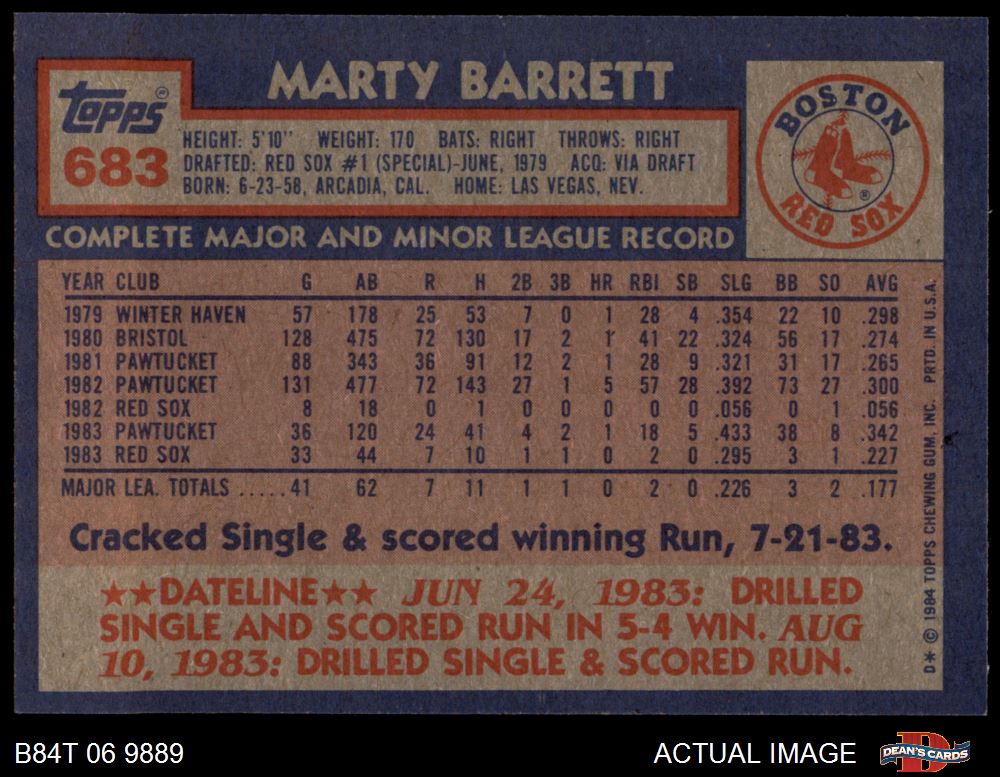 MARTY BARRETT
Topps®
683
HEIGHT: 5'10" WEIGHT: 170 BATS: RIGHT THROWS: RIGHT
DRAFTED: RED SOX #1 (SPECIAL)-JUNE, 1979 ACQ: VIA DRAFT
BORN: 6-23-58, ARCADIA, CAL. HOME: LAS VEGAS, NEV.
BOSTON
RED SOX
®
COMPLETE MAJOR AND MINOR LEAGUE RECORD
YEAR CLUB G AB R H 2B 3B HR RBI SB SLG BB SO AVG
1979 WINTER HAVEN 57 178 25 53 7 0 1 28 4 .354 22 10 .298
1980 BRISTOL 128 475 72 130 17 2 1 41 22 .324 56 17 .274
1981 PAWTUCKET 88 343 36 91 12 2 1 28 9 .321 31 17 .265
1982 PAWTUCKET 131 477 72 143 27 1 5 57 28 .392 73 27 .300
1982 RED SOX 8 18 0 1 0 0 0 0 0 .056 0 1 .056
1983 PAWTUCKET 36 120 24 41 4 2 1 18 5 .433 38 8 .342
1983 RED SOX 33 44 7 10 1 1 0 2 0 .295 3 1 .227
MAJOR LEA. TOTALS .....41 62 7 11 1 1 0 2 0 .226 3 2 .177
Cracked Single & scored winning Run, 7-21-83.
★★DATELINE★★ JUN 24, 1983: DRILLED
SINGLE AND SCORED RUN IN 5-4 WIN. AUG
10, 1983: DRILLED SINGLE & SCORED RUN.
D* © 1984 TOPPS CHEWING GUM, INC. PRTD. IN U.S.A.
B84T 06 9889
ACTUAL IMAGE
DEAN'S CARDS